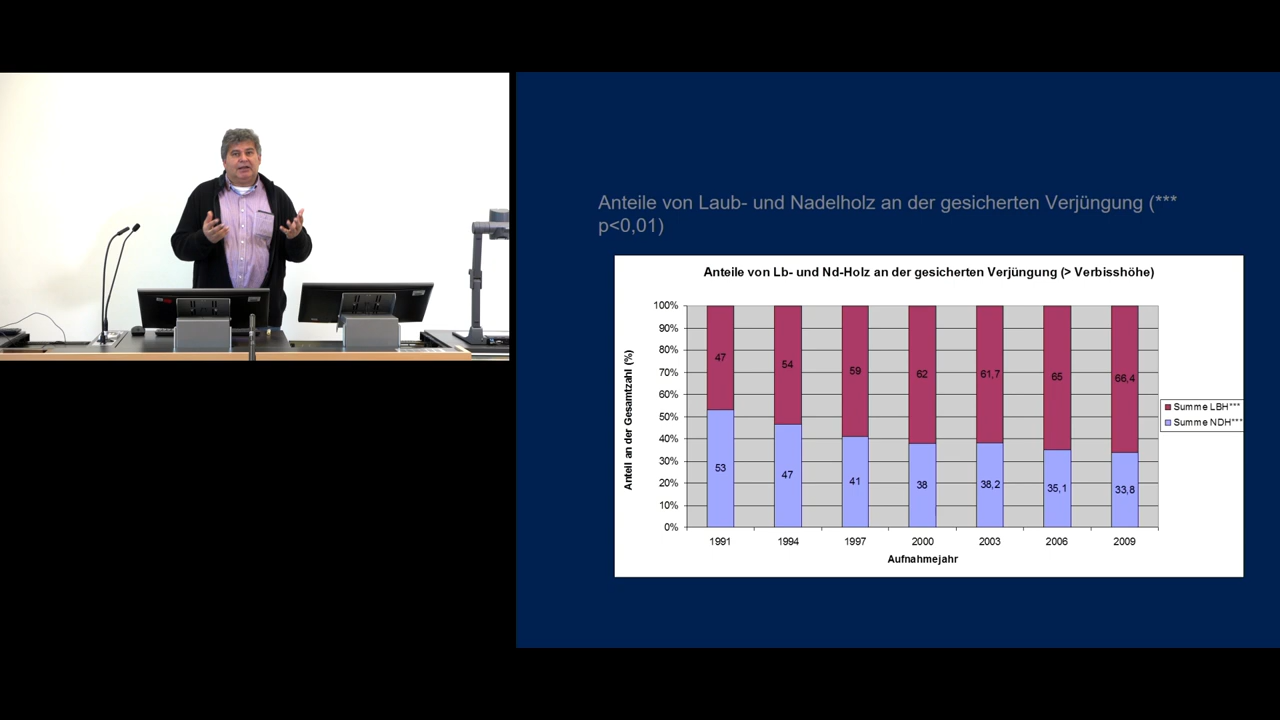 Anteile von Laub- und Nadelholz an der gesicherten Verjüngung (***
p<0,01)
Anteile von Lb- und Nd-Holz an der gesicherten Verjüngung (> Verbisshöhe)
Anteil an der Gesamtzahl (%)
100%
90%
80%
70%
60%
50%
40%
30%
20%
10%
0%
47 54 59 62 61,7 65 66,4
53 47 41 38 38,2 35,1 33,8
1991 1994 1997 2000 2003 2006 2009
Aufnahmejahr
Summe LBH***
Summe NDH***